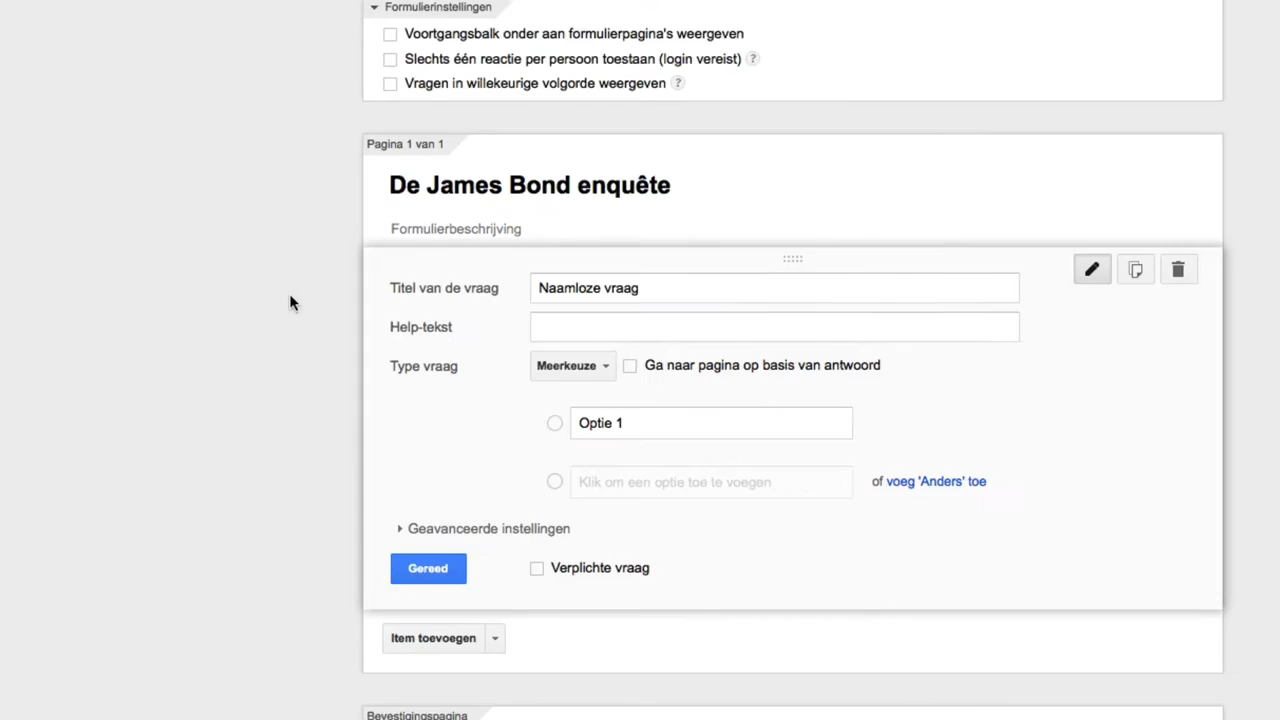 Formulierinstellingen
Voortgangsbalk onder aan formulierpagina's weergeven
Slechts één reactie per persoon toestaan (login vereist) ?
Vragen in willekeurige volgorde weergeven ?
Pagina 1 van 1
De James Bond enquête
Formulierbeschrijving
Titel van de vraag Naamloze vraag
Help-tekst
Type vraag Meerkeuze Ga naar pagina op basis van antwoord
Optie 1
Klik om een optie toe te voegen of voeg 'Anders' toe
Geavanceerde instellingen
Gereed Verplichte vraag
Item toevoegen
Bevestigingspagina